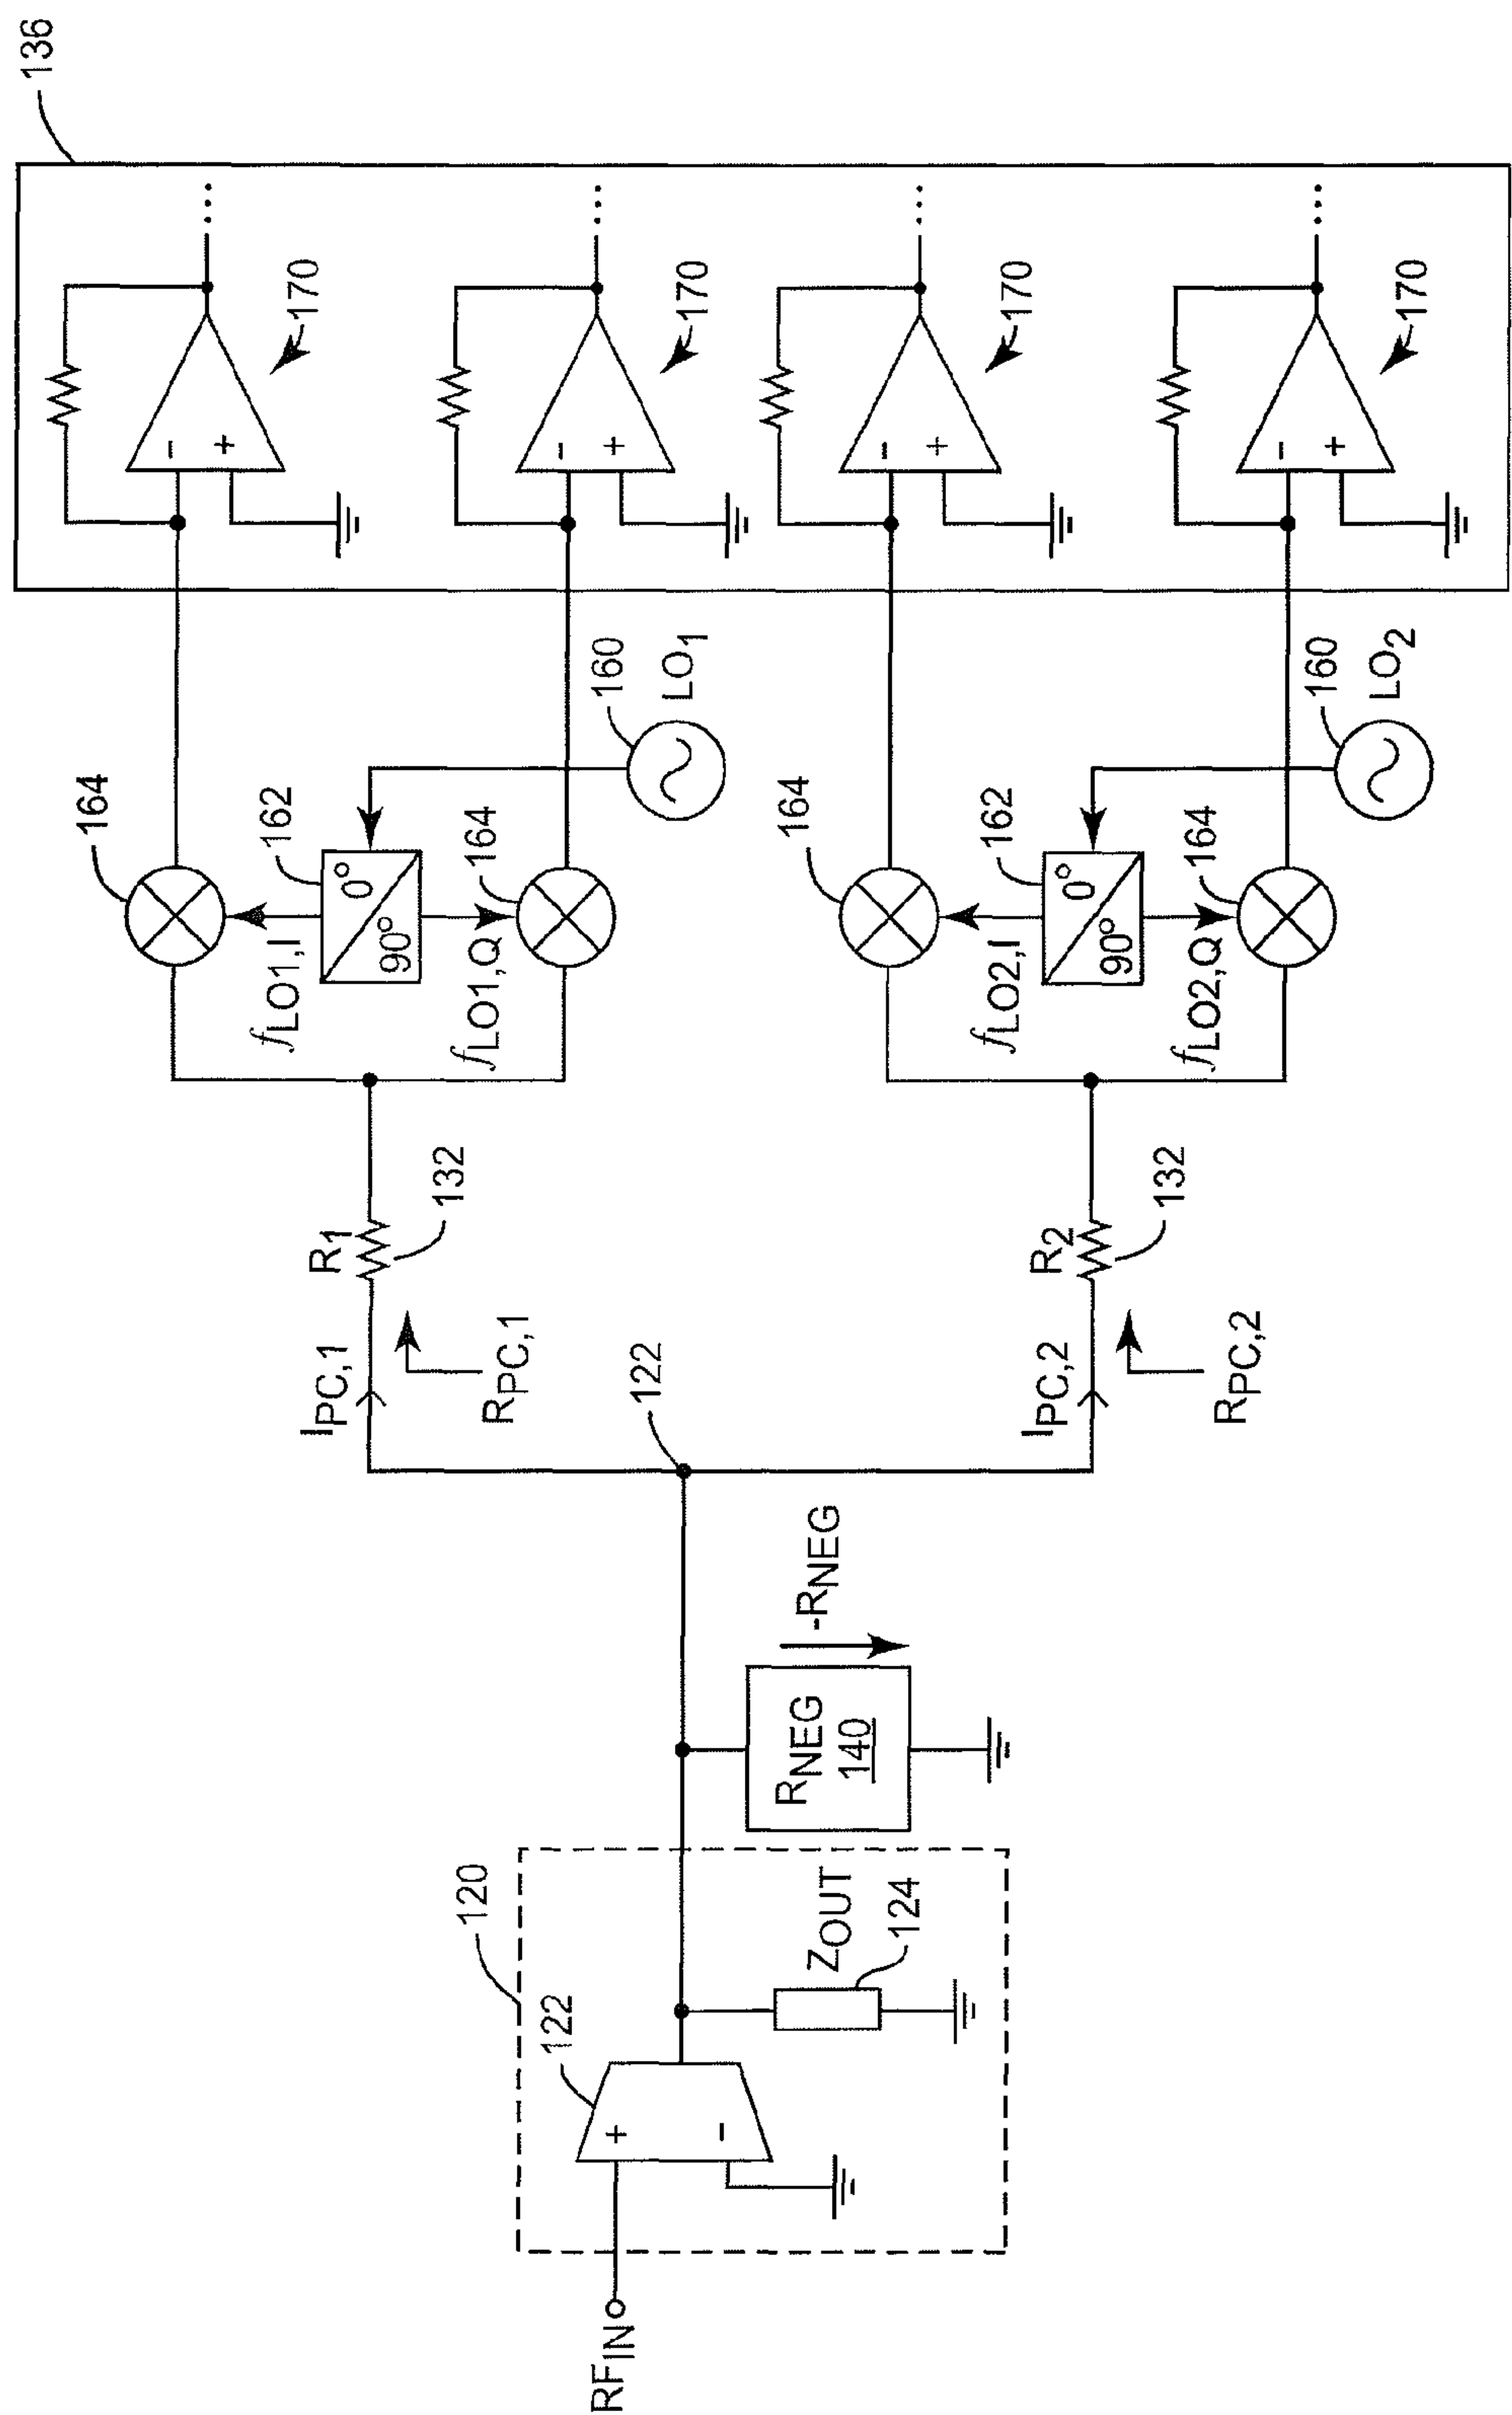 136
170
170
170
170
-
+
-
+
-
+
-
+
160
LO1
160
LO2
164
162
0°
90°
164
fLO1,I
fLO1,Q
164
162
0°
90°
164
fLO2,I
fLO2,Q
R1
132
R2
132
IPC,1
RPC,1
IPC,2
RPC,2
122
-RNEG
RNEG
140
120
122
+
-
ZOUT
124
RFIN